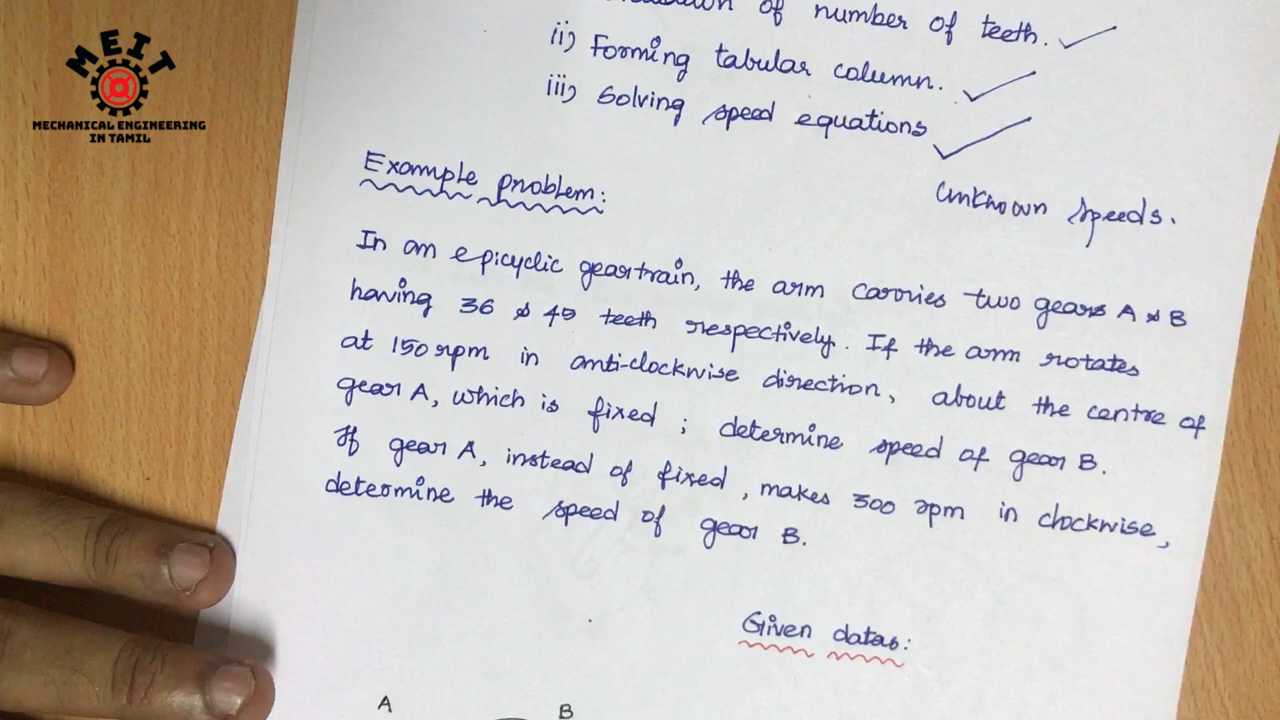 MEIT
MECHANICAL ENGINEERING
IN TAMIL
of number of teeth.
ii) Forming tabular column.
iii) Solving speed equations
unknown speeds.
Example problem:
In an epicyclic geartrain, the arm carries two gears A & B
having 36 & 45 teeth respectively. If the arm rotates
at 150 rpm in anti-clockwise direction, about the centre of
gear A, which is fixed; determine speed of gear B.
If gear A, instead of fixed, makes 300 rpm in clockwise,
determine the speed of gear B.
Given datas:
A
B